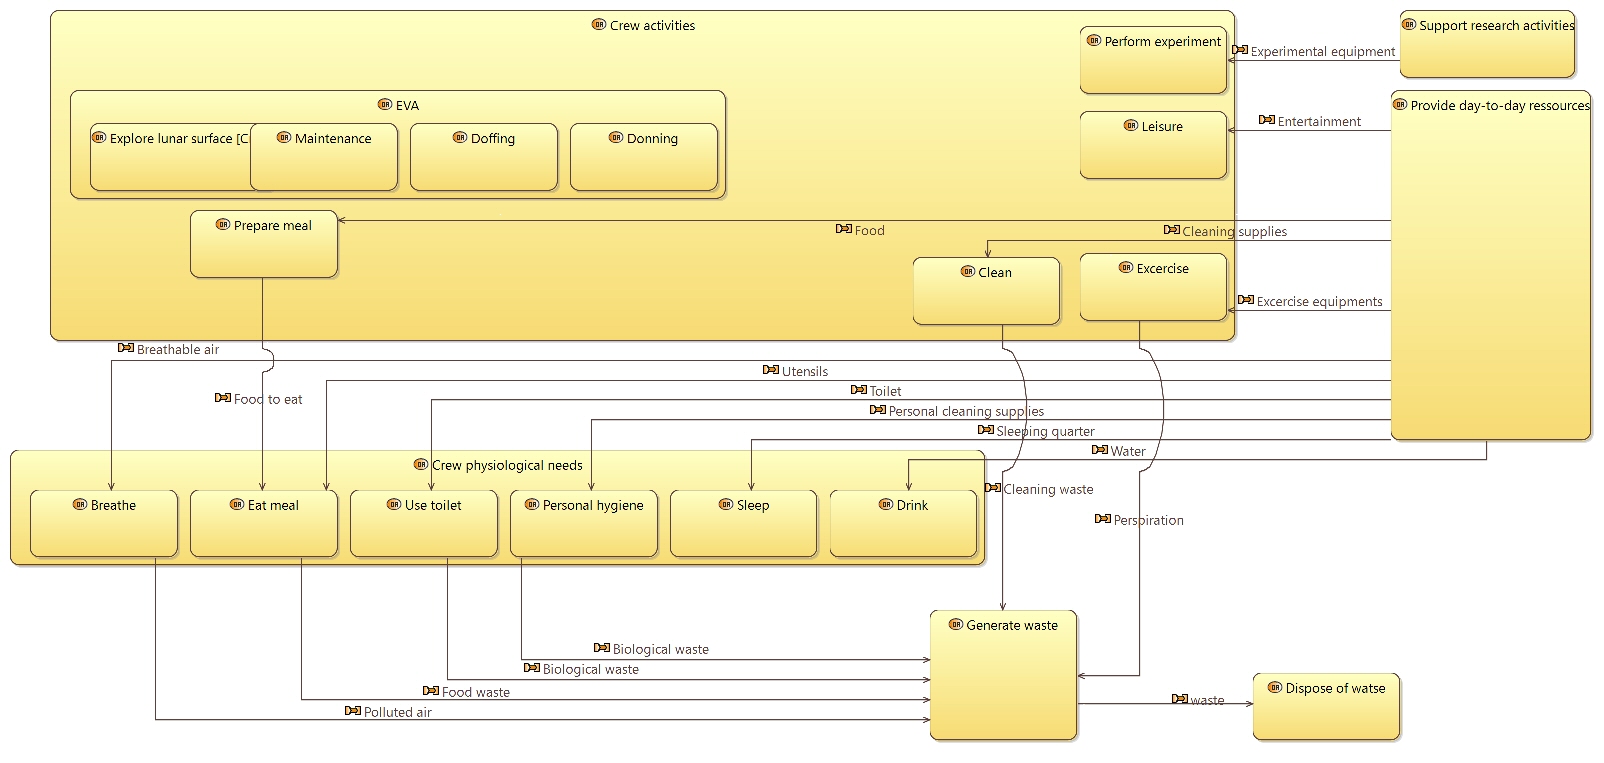 Crew activities
Support research activities
Perform experiment
Experimental equipment
EVA
Provide day-to-day ressources
Explore lunar surface [C
Maintenance
Doffing
Donning
Leisure
Entertainment
Prepare meal
Food
Cleaning supplies
Clean
Excercise
Excercise equipments
Breathable air
Utensils
Toilet
Food to eat
Personal cleaning supplies
Sleeping quarter
Water
Crew physiological needs
Cleaning waste
Breathe
Eat meal
Use toilet
Personal hygiene
Sleep
Drink
Perspiration
Generate waste
Biological waste
Biological waste
Food waste
Polluted air
Dispose of watse
waste